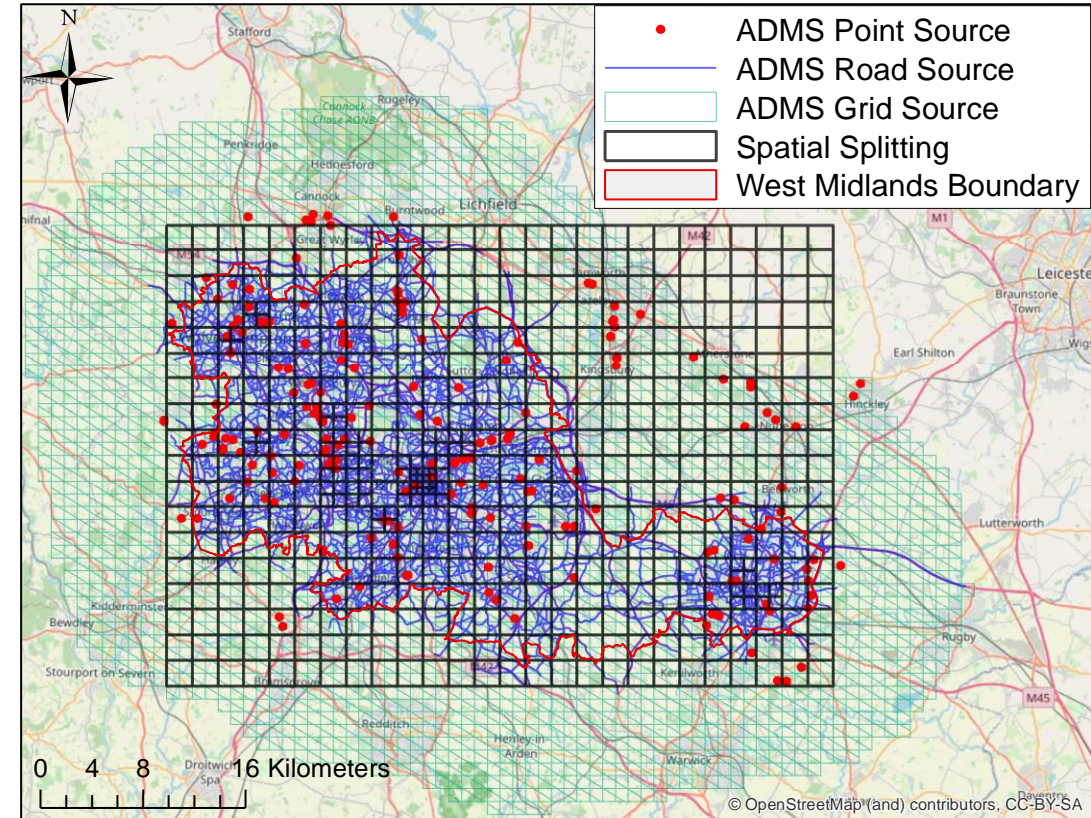 N
Stafford
ADMS Point Source
ADMS Road Source
ADMS Grid Source
Spatial Splitting
West Midlands Boundary
Cannock
Chase AONB
Rugeley
Penkridge
Hednesford
Cannock
Burntwood
Lichfield
Great Wyrley
M54
M42
M1
Leicester
Braunstone
Town
Earl Shilton
Kingsbury
Hinckley
Bedworth
Lutterworth
Kidderminster
Bewdley
Rugby
Stourport on Severn
M42
Kenilworth
Bromsgrove
M45
Redditch
Henley-in-
Arden
Warwick
Droitwich
Spa
Daventry
0 4 8 16 Kilometers
© OpenStreetMap (and) contributors, CC-BY-SA